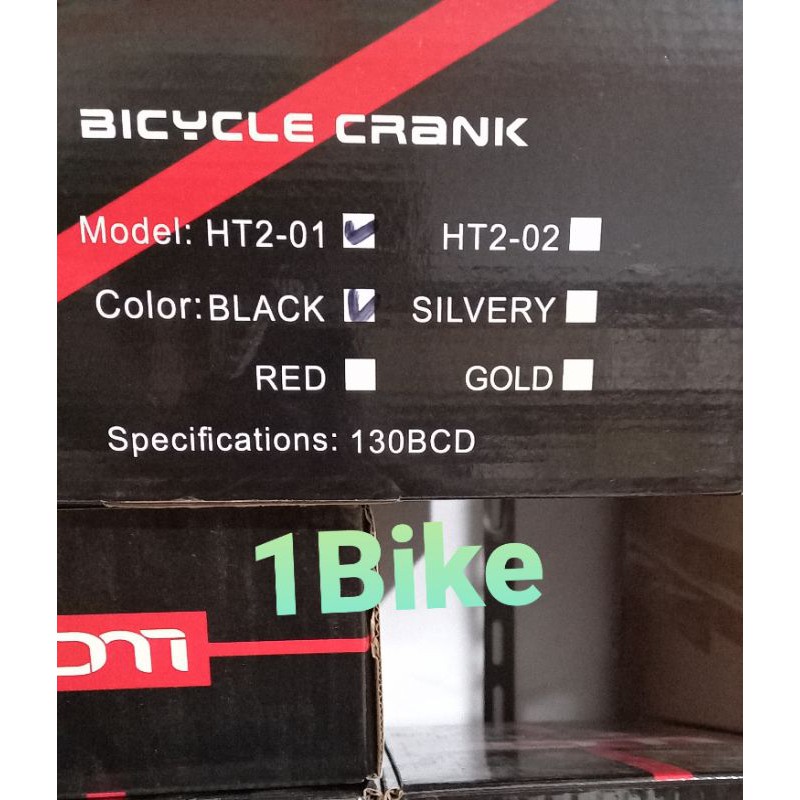 BICYCLE CRANK
Model: HT2-01 HT2-02
Color: BLACK SILVERY
RED GOLD
Specifications: 130BCD
1Bike